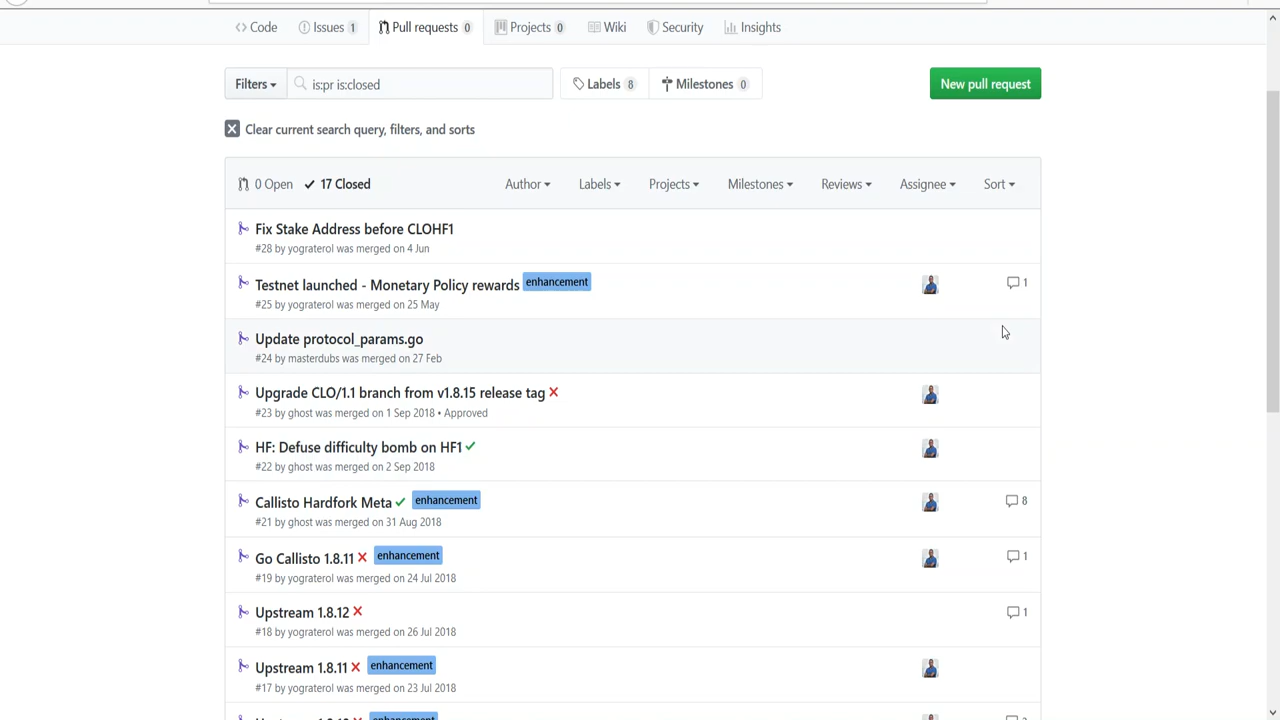 Code Issues 1 Pull requests 0 Projects 0 Wiki Security Insights
Filters is:pr is:closed Labels 8 Milestones 0 New pull request
Clear current search query, filters, and sorts
0 Open 17 Closed Author Labels Projects Milestones Reviews Assignee Sort
Fix Stake Address before CLOHF1
#28 by yograterol was merged on 4 Jun
Testnet launched - Monetary Policy rewards enhancement 1
#25 by yograterol was merged on 25 May
Update protocol_params.go
#24 by masterdubs was merged on 27 Feb
Upgrade CLO/1.1 branch from v1.8.15 release tag
#23 by ghost was merged on 1 Sep 2018 • Approved
HF: Defuse difficulty bomb on HF1
#22 by ghost was merged on 2 Sep 2018
Callisto Hardfork Meta enhancement 8
#21 by ghost was merged on 31 Aug 2018
Go Callisto 1.8.11 enhancement 1
#19 by yograterol was merged on 24 Jul 2018
Upstream 1.8.12 1
#18 by yograterol was merged on 26 Jul 2018
Upstream 1.8.11 enhancement
#17 by yograterol was merged on 23 Jul 2018
enhancement